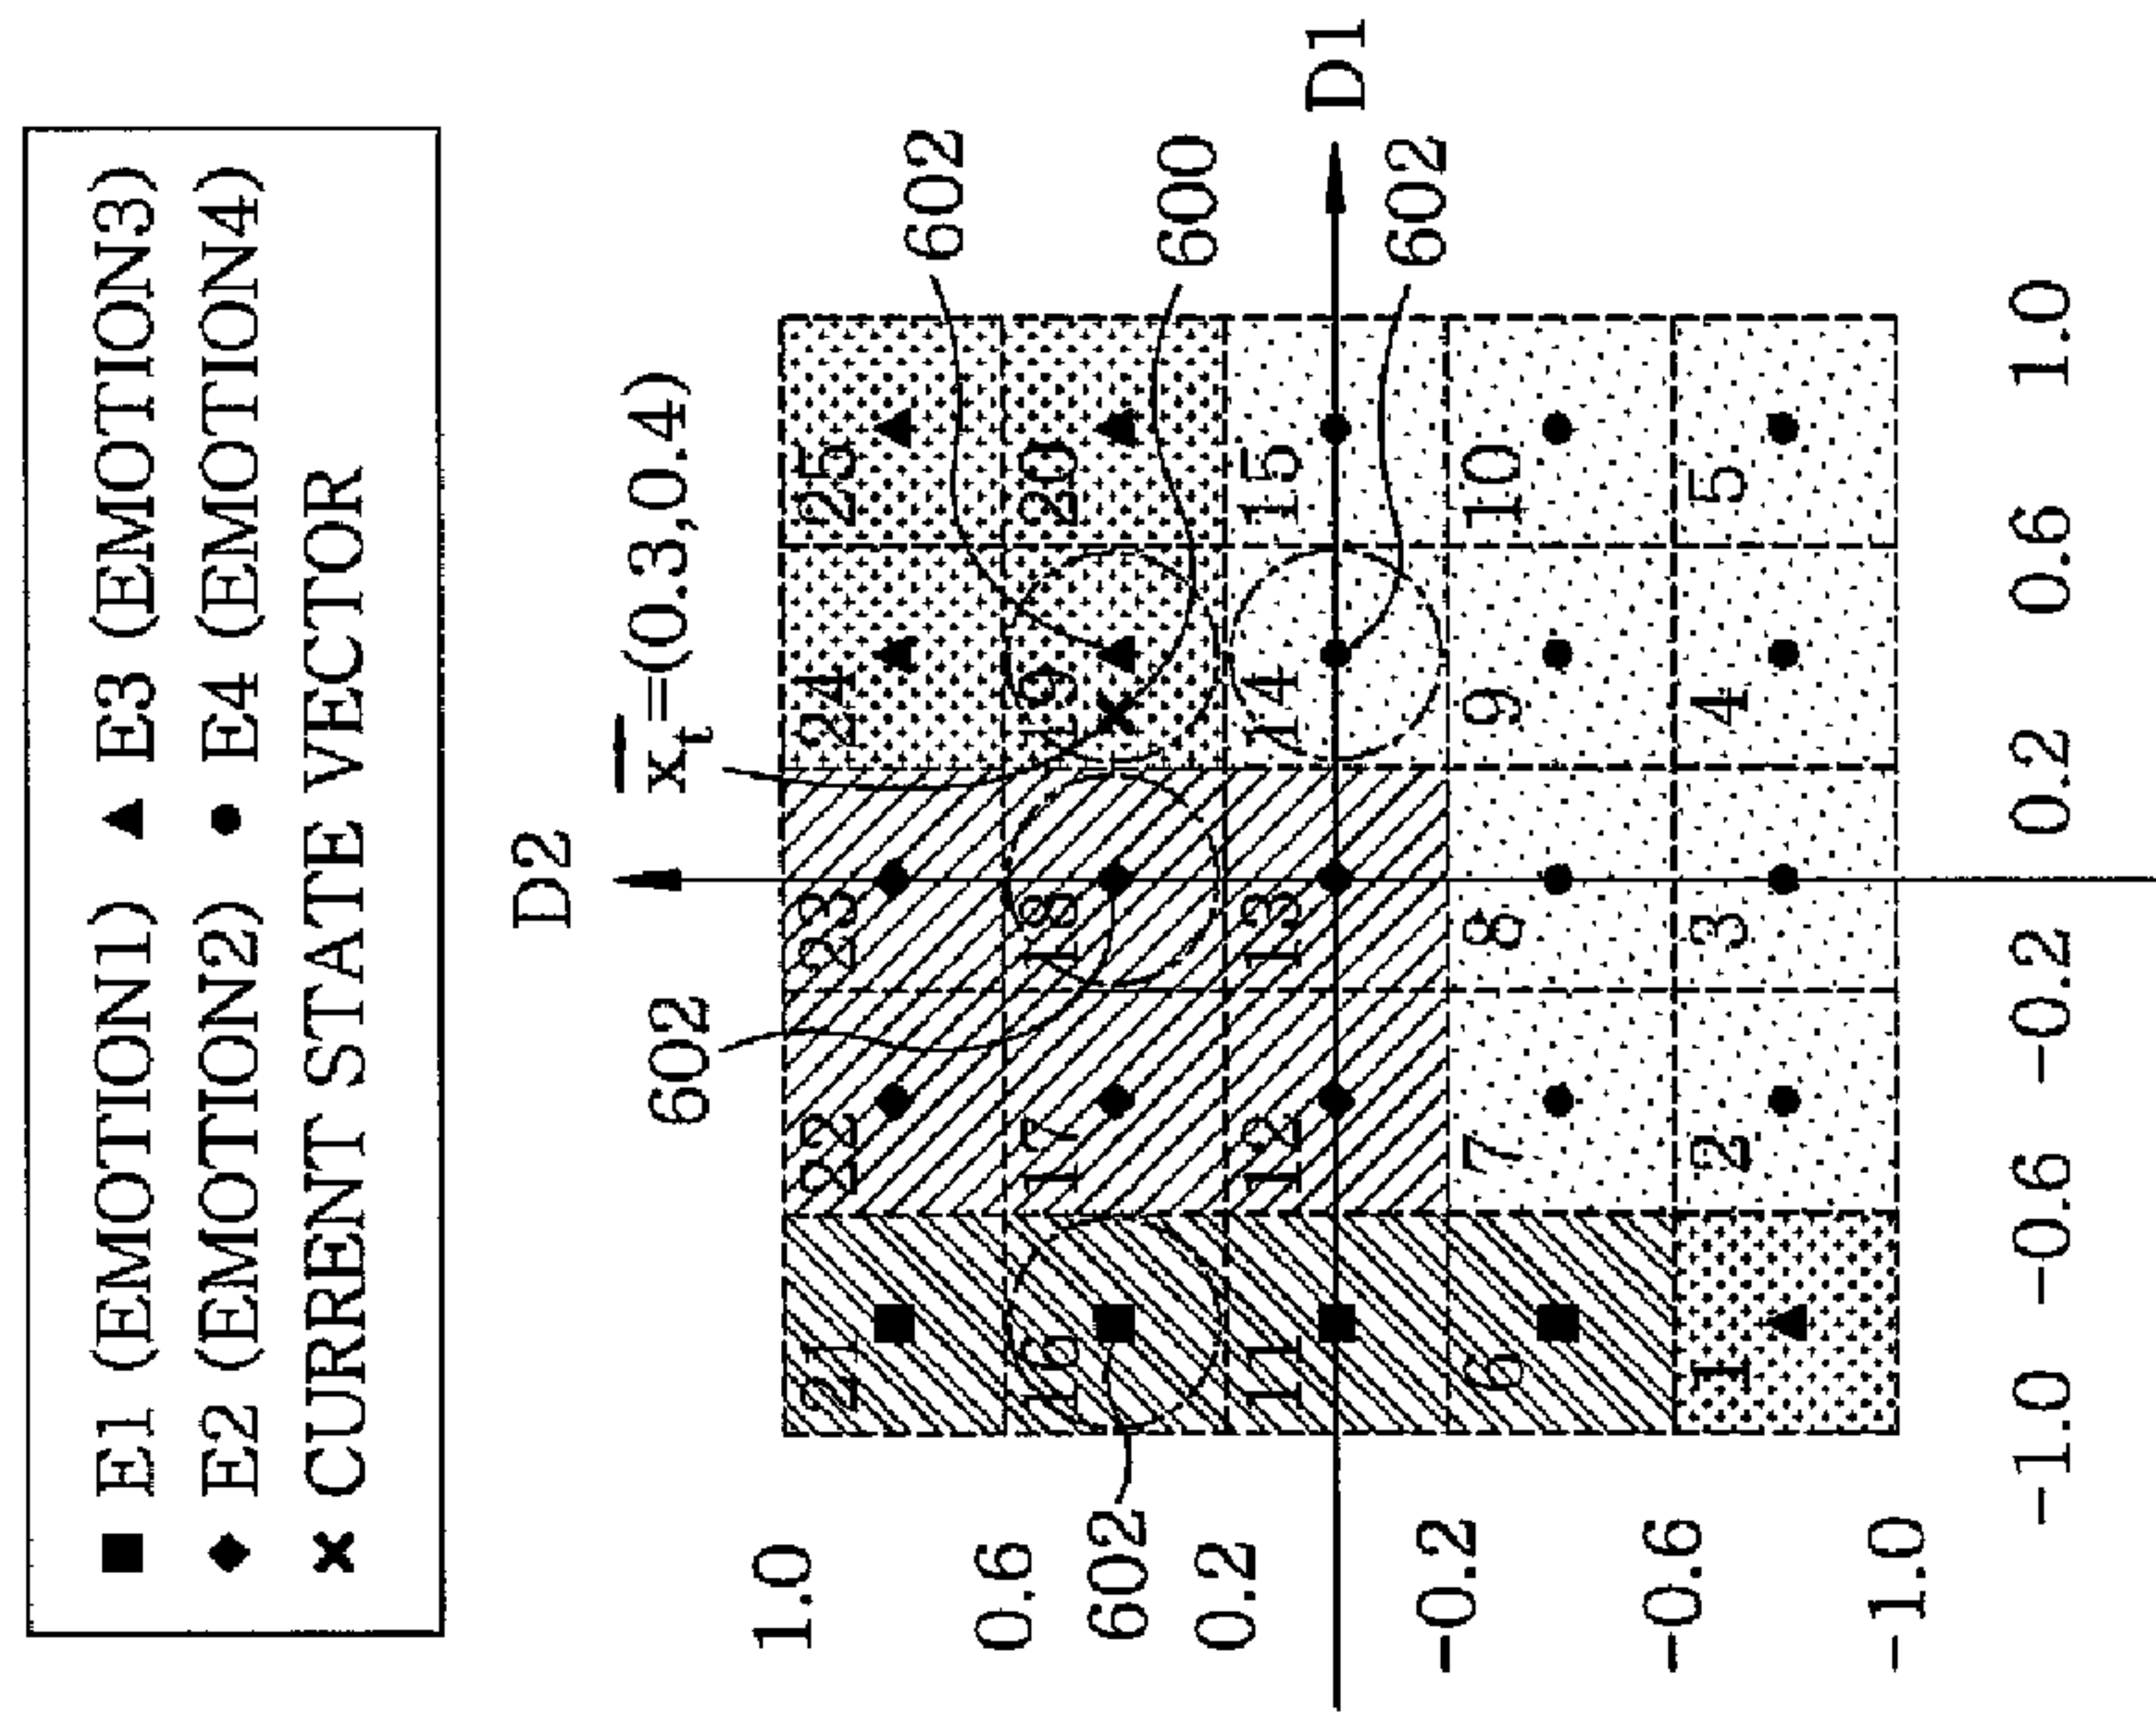 E1 (EMOTION1) E3 (EMOTION3)
E2 (EMOTION2) E4 (EMOTION4)
CURRENT STATE VECTOR
D2
602 x̄t=(0.3,0.4)
1.0
21 22 23 24 25
602
0.6
16 17 18 19 20
602
600
0.2
11 12 13 14 15
D1
602
-0.2
6 7 8 9 10
-0.6
1 2 3 4 5
-1.0
-1.0 -0.6 -0.2 0.2 0.6 1.0